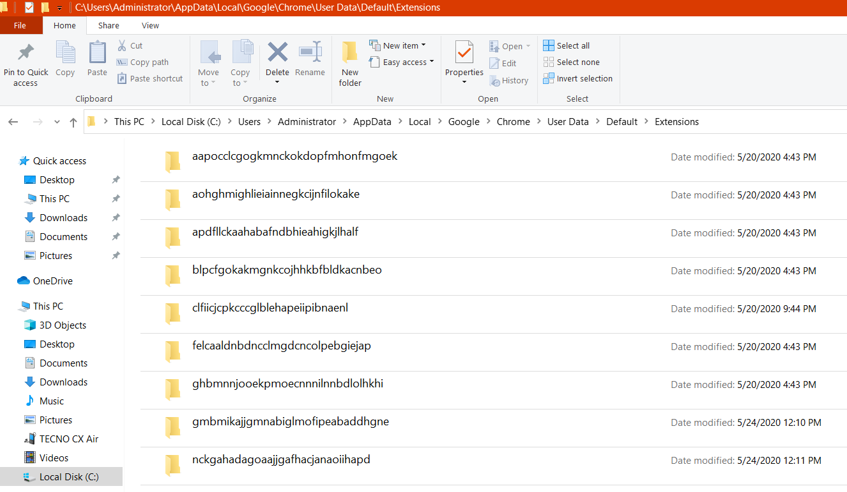 C:\Users\Administrator\AppData\Local\Google\Chrome\User Data\Default\Extensions
File Home Share View
Pin to Quick access
Copy
Paste
Cut
Copy path
Paste shortcut
Clipboard
Move to
Copy to
Delete
Rename
Organize
New folder
New item
Easy access
New
Properties
Open
Edit
History
Open
Select all
Select none
Invert selection
Select
This PC > Local Disk (C:) > Users > Administrator > AppData > Local > Google > Chrome > User Data > Default > Extensions
Quick access
Desktop
This PC
Downloads
Documents
Pictures
OneDrive
This PC
3D Objects
Desktop
Documents
Downloads
Music
Pictures
TECNO CX Air
Videos
Local Disk (C:)
aapocclcgogkmnckokdopfmhonfmgoek Date modified: 5/20/2020 4:43 PM
aohghmighlieiainnegkcijnfilokake Date modified: 5/20/2020 4:43 PM
apdfllckaahabafndbhieahigkjlhalf Date modified: 5/20/2020 4:43 PM
blpcfgokakmgnkcojhhkbfbldkacnbeo Date modified: 5/20/2020 4:43 PM
clfiicjcpkcccglblehapeiipibnaenl Date modified: 5/20/2020 9:44 PM
felcaaldnbdncclmgdcncolpebgiejap Date modified: 5/20/2020 4:43 PM
ghbmnnjooekpmoecnnnilnnbdlolhkhi Date modified: 5/20/2020 4:43 PM
gmbmikajjgmnabiglmofipeabaddhgne Date modified: 5/24/2020 12:10 PM
nckgahadagoaajjgafhacjanaoiihapd Date modified: 5/24/2020 12:11 PM